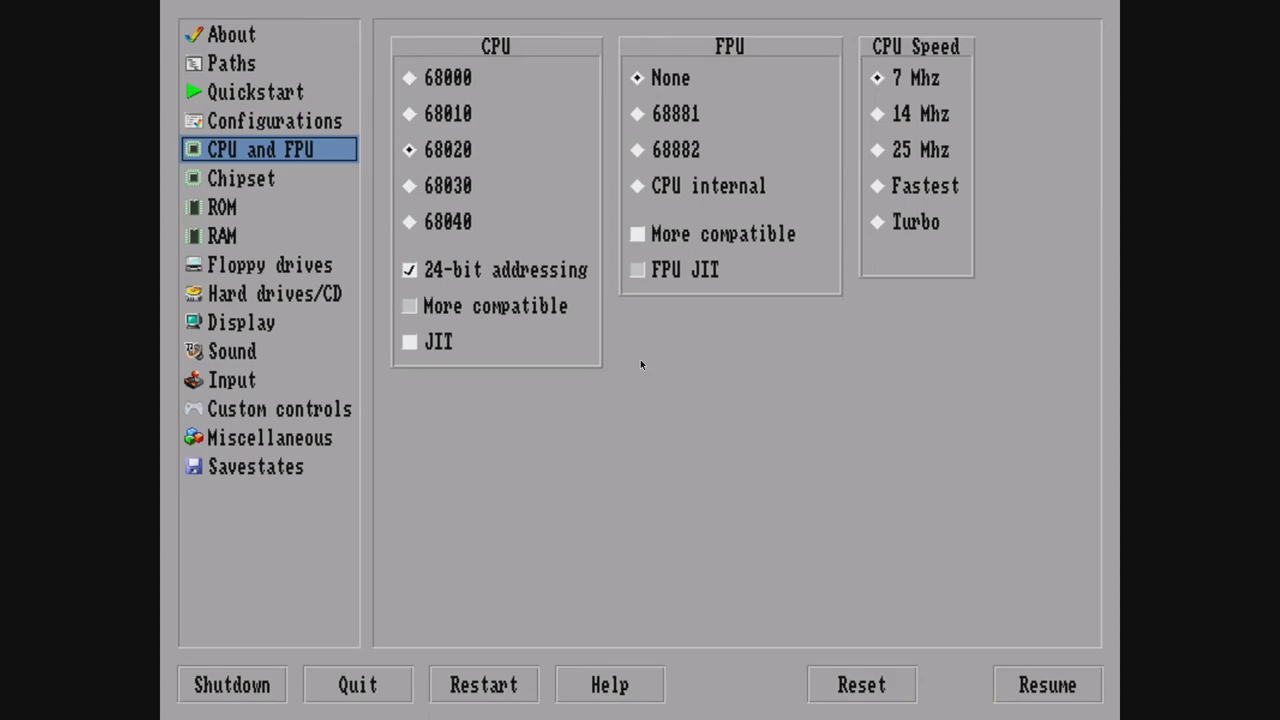 About
Paths
Quickstart
Configurations
CPU and FPU
Chipset
ROM
RAM
Floppy drives
Hard drives/CD
Display
Sound
Input
Custom controls
Miscellaneous
Savestates
CPU
68000
68010
68020
68030
68040
24-bit addressing
More compatible
JIT
FPU
None
68881
68882
CPU internal
More compatible
FPU JIT
CPU Speed
7 Mhz
14 Mhz
25 Mhz
Fastest
Turbo
Shutdown
Quit
Restart
Help
Reset
Resume